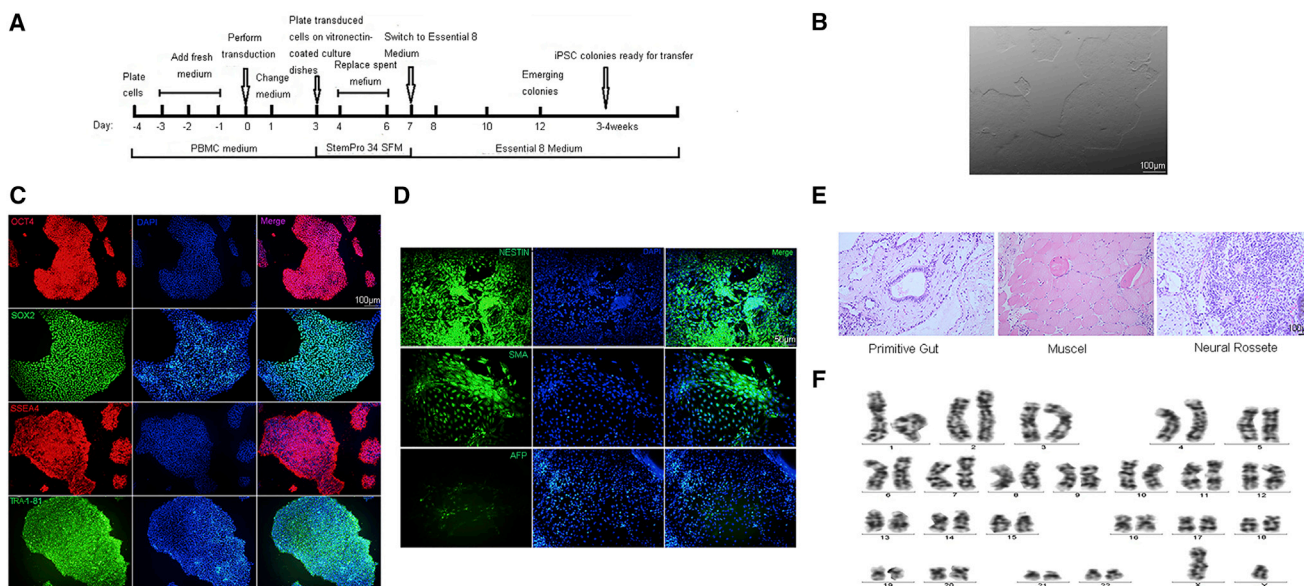 A
Plate
cells
Add fresh
medium
Perform
transduction
Change
medium
Plate transduced
cells on vitronectin-
coated culture
dishes
Replace spent
mefium
Switch to Essential 8
Medium
Emerging
colonies
iPSC colonies ready for transfer
Day: -4 -3 -2 -1 0 1 3 4 6 7 8 10 12 3-4weeks
PBMC medium StemPro 34 SFM Essential 8 Medium
B
100μm
C
OCT4 DAPI Merge
100μm
SOX2
SSEA4
TRA-1-81
D
NESTIN DAPI Merge
50μm
SMA
AFP
E
Primitive Gut Muscel Neural Rossete
F
1 2 3 4 5
6 7 8 9 10 11 12
13 14 15 16 17 18
19 20 21 22 X Y